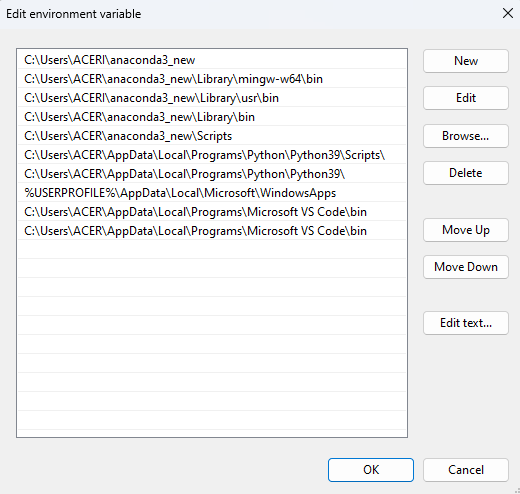 Edit environment variable
C:\Users\ACERI\anaconda3_new
C:\Users\ACER\anaconda3_new\Library\mingw-w64\bin
C:\Users\ACER\anaconda3_new\Library\usr\bin
C:\Users\ACER\anaconda3_new\Library\bin
C:\Users\ACER\anaconda3_new\Scripts
C:\Users\ACER\AppData\Local\Programs\Python\Python39\Scripts\
C:\Users\ACER\AppData\Local\Programs\Python\Python39\
%USERPROFILE%\AppData\Local\Microsoft\WindowsApps
C:\Users\ACER\AppData\Local\Programs\Microsoft VS Code\bin
C:\Users\ACER\AppData\Local\Programs\Microsoft VS Code\bin
New
Edit
Browse...
Delete
Move Up
Move Down
Edit text...
OK
Cancel